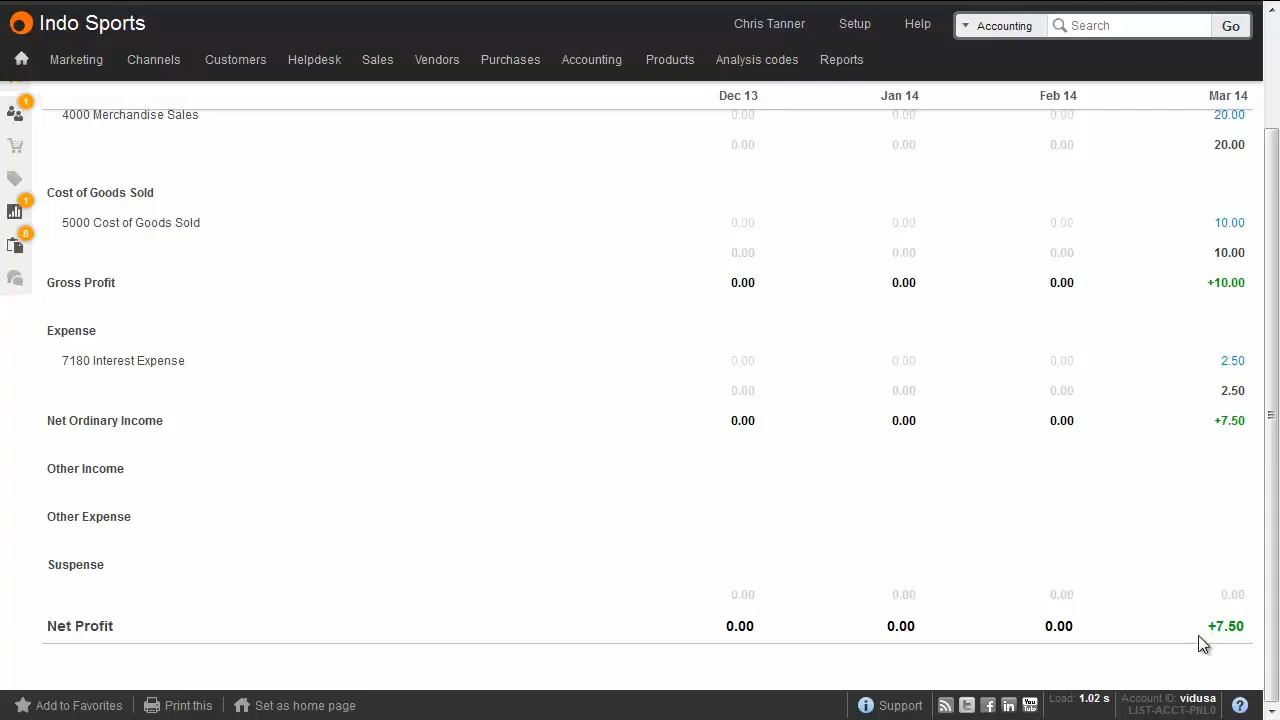 Indo Sports
Chris Tanner Setup Help Accounting Search Go
Marketing Channels Customers Helpdesk Sales Vendors Purchases Accounting Products Analysis codes Reports
Dec 13 Jan 14 Feb 14 Mar 14
4000 Merchandise Sales 0.00 0.00 0.00 20.00
0.00 0.00 0.00 20.00
Cost of Goods Sold
5000 Cost of Goods Sold 0.00 0.00 0.00 10.00
0.00 0.00 0.00 10.00
Gross Profit 0.00 0.00 0.00 +10.00
Expense
7180 Interest Expense 0.00 0.00 0.00 2.50
0.00 0.00 0.00 2.50
Net Ordinary Income 0.00 0.00 0.00 +7.50
Other Income
Other Expense
Suspense
0.00 0.00 0.00 0.00
Net Profit 0.00 0.00 0.00 +7.50
1
1
8
Add to Favorites Print this Set as home page Support You Tube Load: 1.02 s Account ID: vidusa ?
LIST-ACCT-PNL0